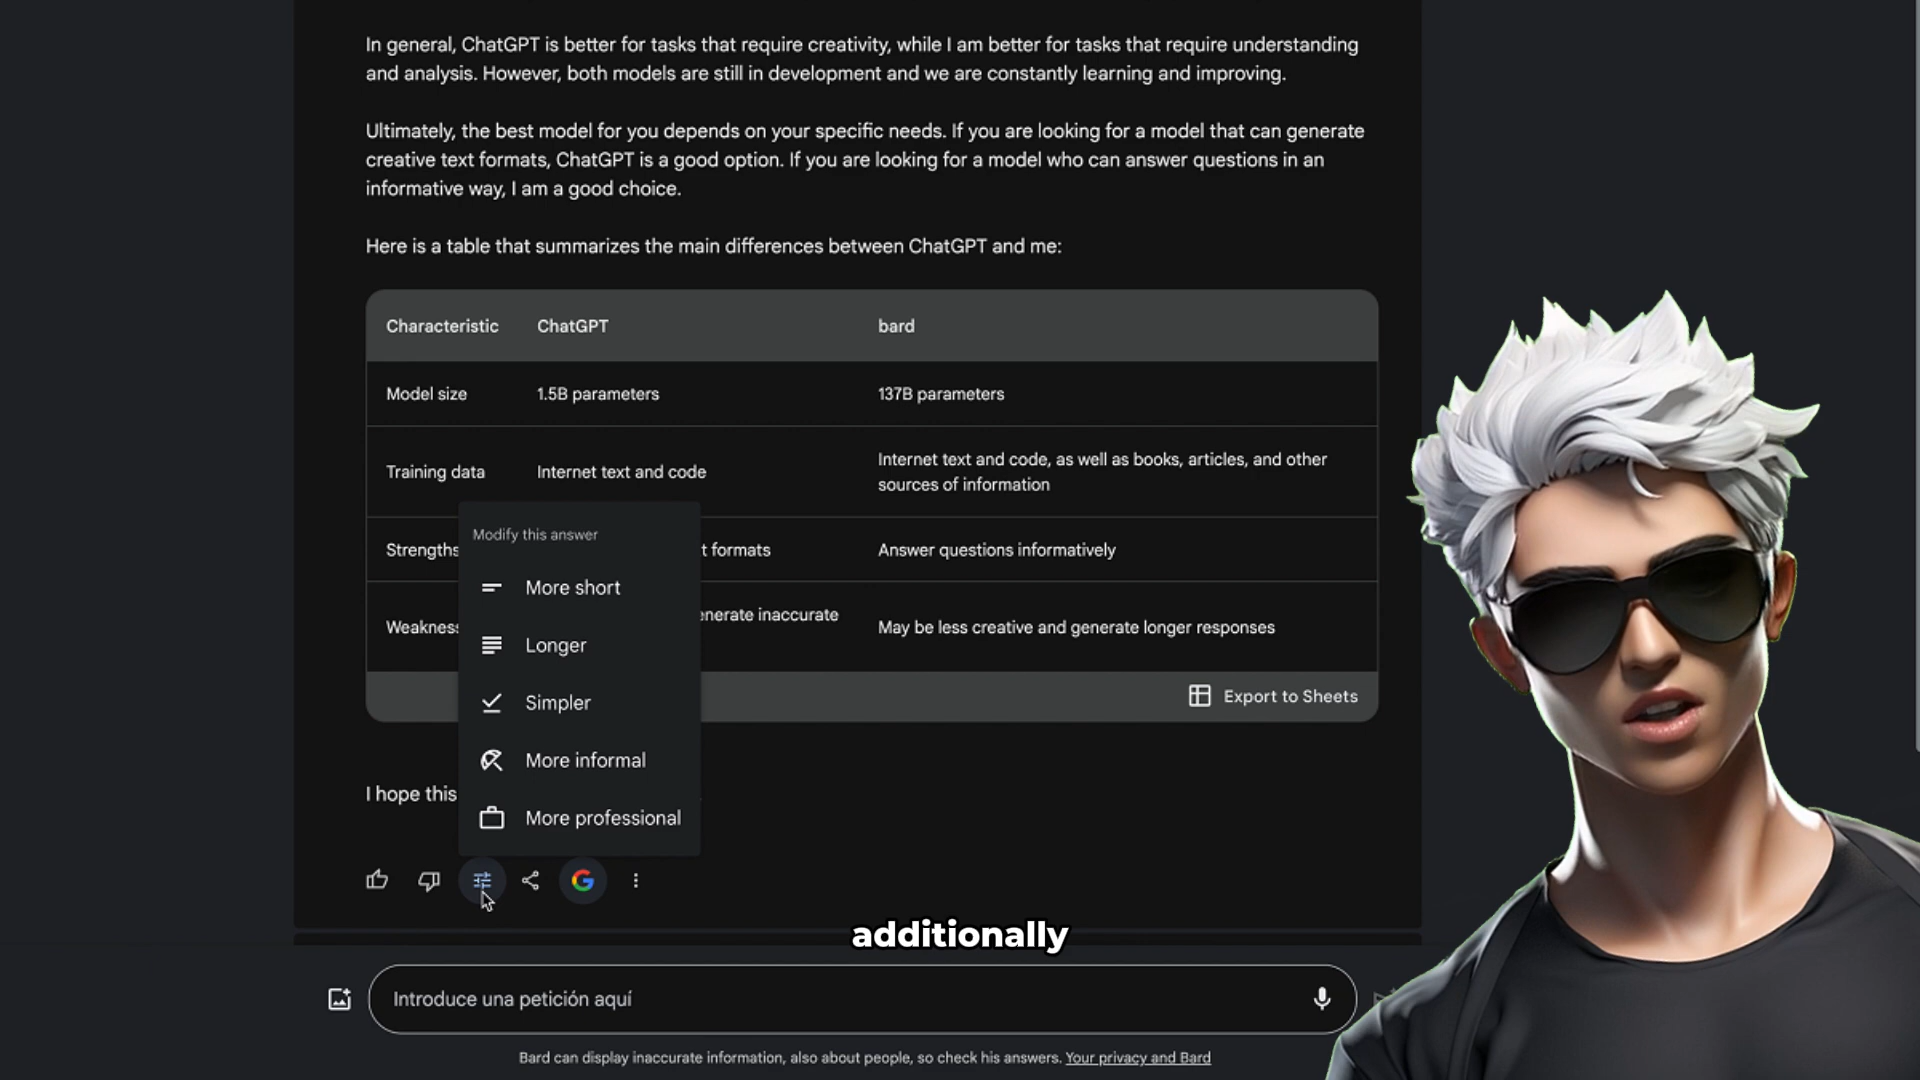 In general, ChatGPT is better for tasks that require creativity, while I am better for tasks that require understanding
and analysis. However, both models are still in development and we are constantly learning and improving.
Ultimately, the best model for you depends on your specific needs. If you are looking for a model that can generate
creative text formats, ChatGPT is a good option. If you are looking for a model who can answer questions in an
informative way, I am a good choice.
Here is a table that summarizes the main differences between ChatGPT and me:
Characteristic ChatGPT bard
Model size 1.5B parameters 137B parameters
Training data Internet text and code Internet text and code, as well as books, articles, and other
sources of information
Strengths t formats Answer questions informatively
Weakness enerate inaccurate May be less creative and generate longer responses
Export to Sheets
Modify this answer
More short
Longer
Simpler
More informal
More professional
I hope this
additionally
Introduce una petición aquí
Bard can display inaccurate information, also about people, so check his answers. Your privacy and Bard